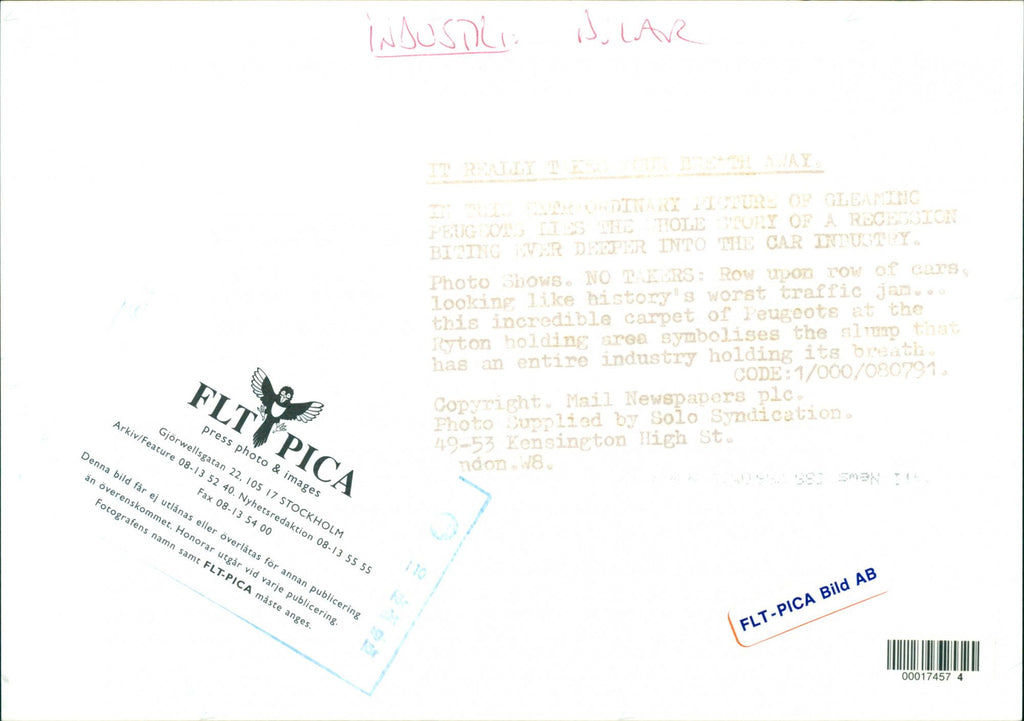 INDUSTRI:
IT REALLY TAKES YOUR BREATH AWAY.
IN THIS EXTRAORDINARY PICTURE OF GLEAMING
PEUGEOTS LIES THE WHOLE STORY OF A RECESSION
BITING EVER DEEPER INTO THE CAR INDUSTRY.
Photo Shows. NO TAKERS: Row upon row of cars,
looking like history's worst traffic jam...
this incredible carpet of Peugeots at the
Ryton holding area symbolises the slump that
has an entire industry holding its breath.
CODE:1/000/080791.
Copyright. Mail Newspapers plc.
Photo Supplied by Solo Syndication.
49-53 Kensington High St.
ndon.W8.
FLT PICA
press photo & images
Gjörwellsgatan 22, 105 17 STOCKHOLM
Arkiv/Feature 08-13 52 40. Nyhetsredaktion 08-13 55 55
Fax 08-13 54 00
Denna bild får ej utlånas eller överlåtas för annan publicering
än överenskommet. Honorar utgår vid varje publicering.
Fotografens namn samt FLT-PICA måste anges.
FLT-PICA Bild AB
00017457 4